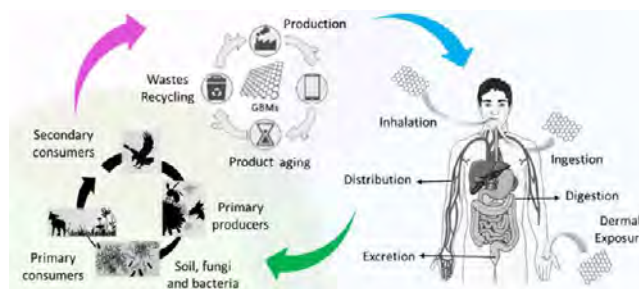 Production
Wastes
Recycling
GBMs
Product aging
Secondary
consumers
Primary
producers
Primary
consumers
Soil, fungi
and bacteria
Inhalation
Ingestion
Distribution
Digestion
Dermal
Exposure
Excretion